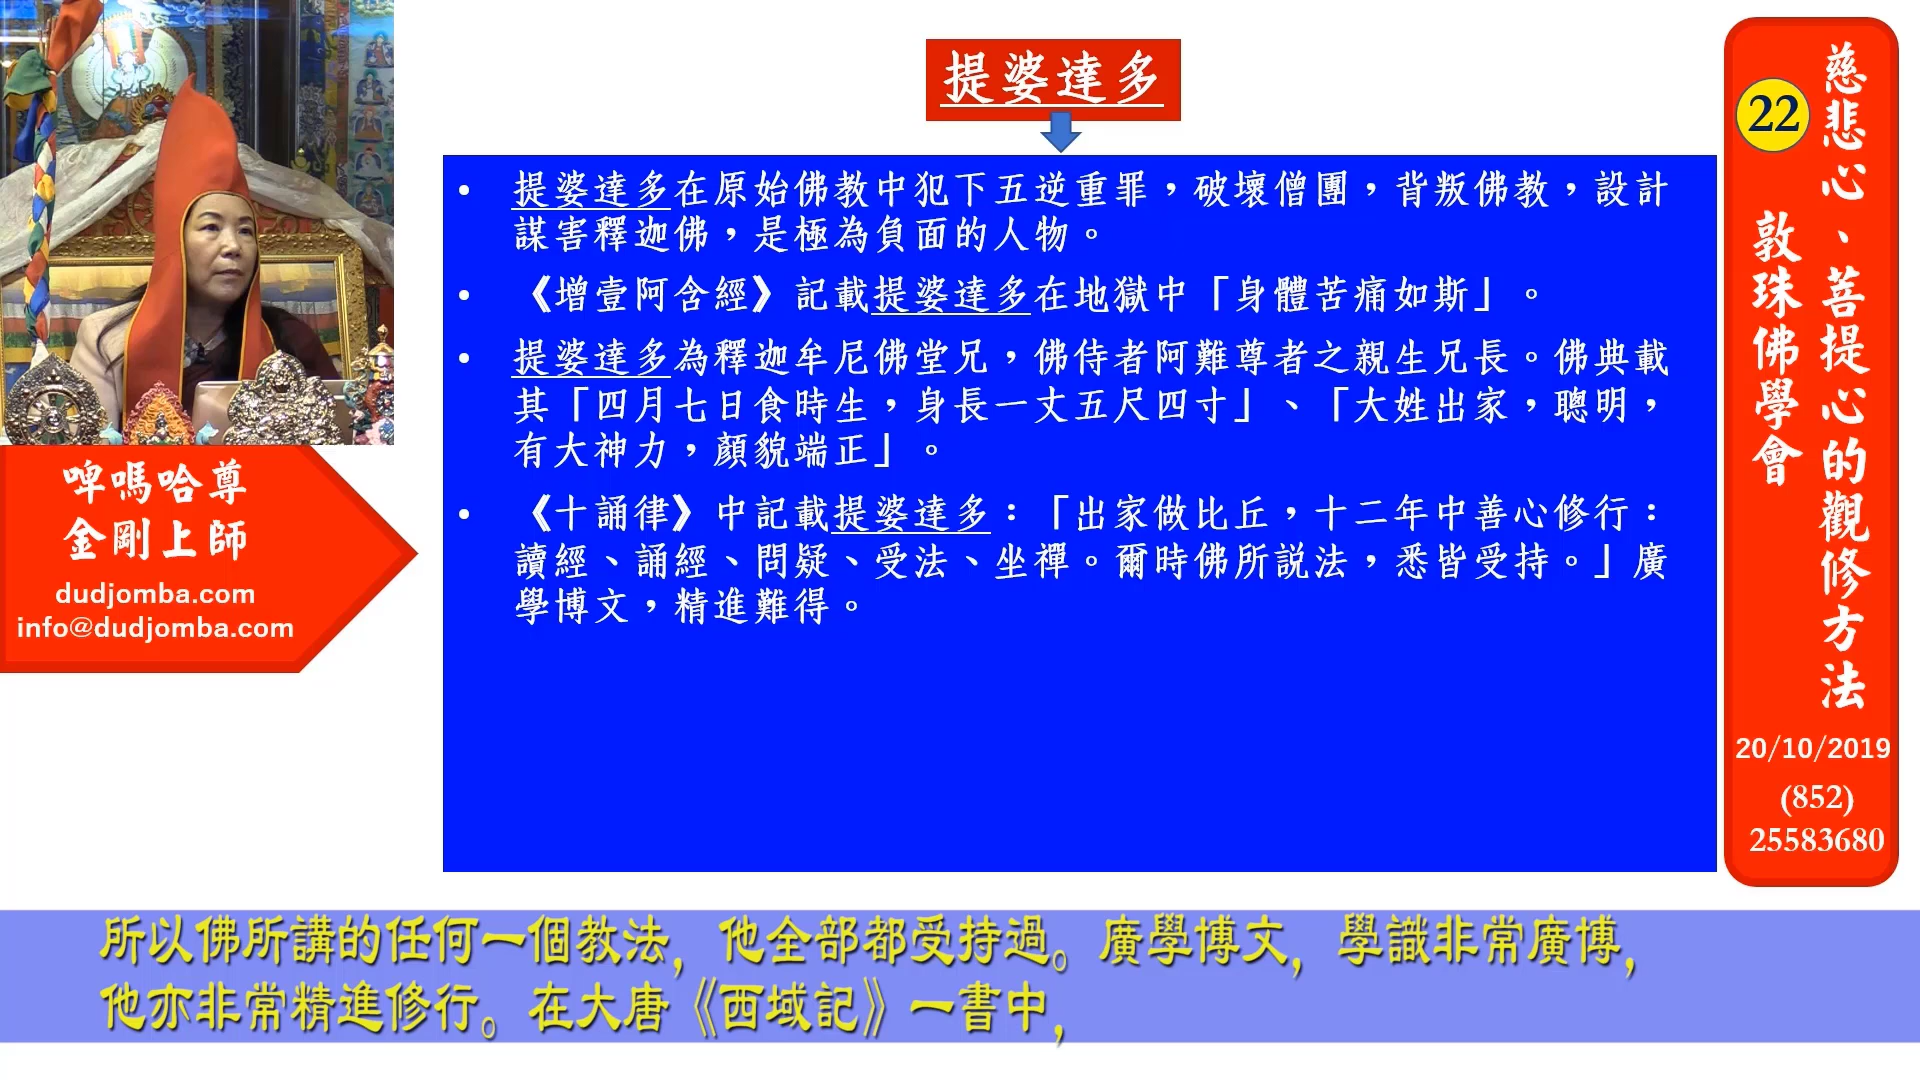 提婆達多
• 提婆達多在原始佛教中犯下五逆重罪，破壞僧團，背叛佛教，設計
謀害釋迦佛，是極為負面的人物。
• 《增壹阿含經》記載提婆達多在地獄中「身體苦痛如斯」。
• 提婆達多為釋迦牟尼佛堂兄，佛侍者阿難尊者之親生兄長。佛典載
其「四月七日食時生，身長一丈五尺四寸」、「大姓出家，聰明，
有大神力，顏貌端正」。
• 《十誦律》中記載提婆達多：「出家做比丘，十二年中善心修行：
讀經、誦經、問疑、受法、坐禪。爾時佛所説法，悉皆受持。」廣
學博文，精進難得。
啤嗎哈尊
金剛上師
dudjomba.com
info@dudjomba.com
慈悲心、菩提心的觀修方法
22
敦珠佛學會
20/10/2019
(852)
25583680
所以佛所講的任何一個教法，他全部都受持過。廣學博文，學識非常廣博，
他亦非常精進修行。在大唐《西域記》一書中，